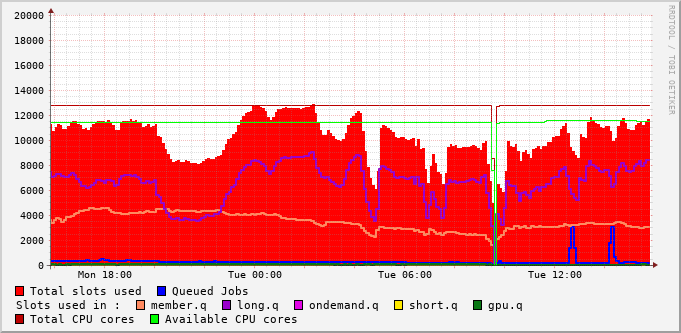 20000
18000
16000
14000
12000
10000
8000
6000
4000
2000
0
Mon 18:00 Tue 00:00 Tue 06:00 Tue 12:00
Total slots used Queued Jobs
Slots used in : member.q long.q ondemand.q short.q gpu.q
Total CPU cores Available CPU cores
RRDTOOL / TOBI OETIKER